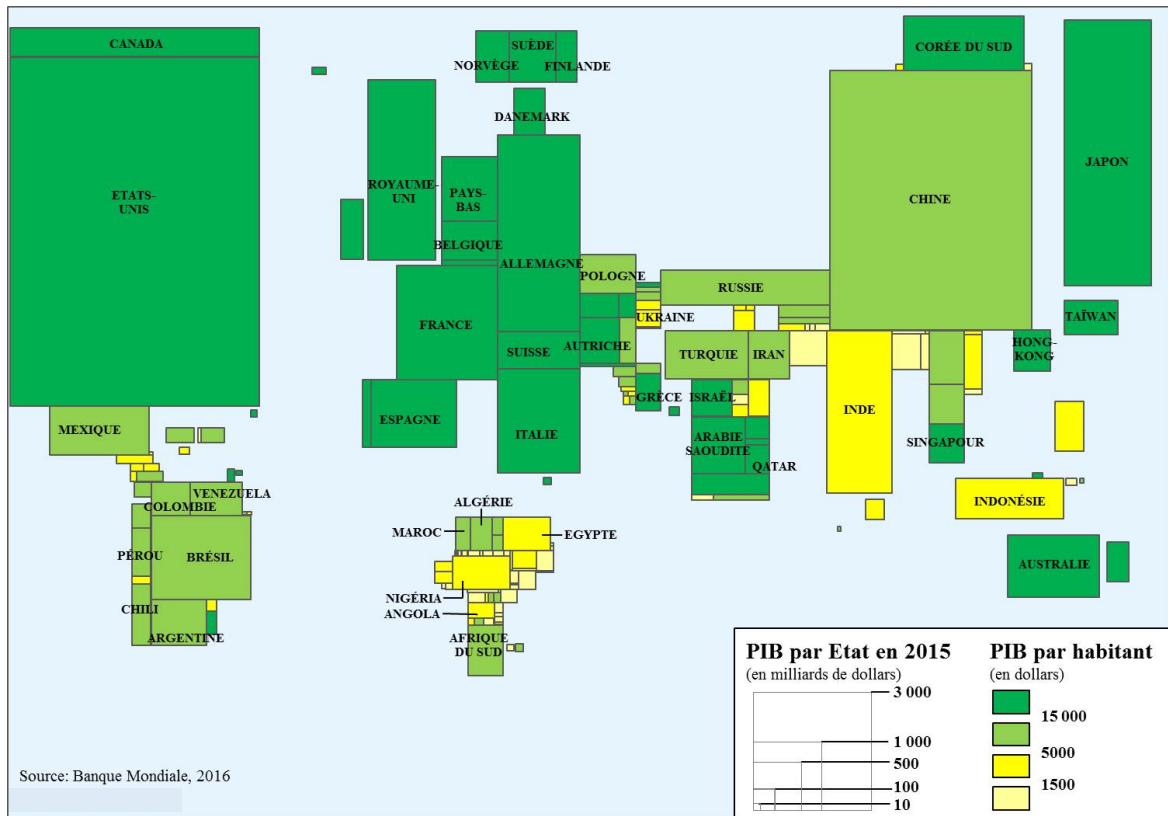 CANADA
ETATS-
UNIS
MEXIQUE
VENEZUELA
COLOMBIE
PÉROU
BRÉSIL
CHILI
ARGENTINE
SUÈDE
NORVÈGE
FINLANDE
DANEMARK
ROYAUME-
UNI
PAYS-
BAS
BELGIQUE
ALLEMAGNE
POLOGNE
FRANCE
SUISSE
AUTRICHE
UKRAINE
ESPAGNE
ITALIE
GRÈCE
RUSSIE
TURQUIE
IRAN
ISRAËL
ARABIE
SAOUDITE
QATAR
CORÉE DU SUD
CHINE
JAPON
TAÏWAN
HONG-
KONG
INDE
SINGAPOUR
INDONÉSIE
AUSTRALIE
ALGÉRIE
MAROC
EGYPTE
NIGÉRIA
ANGOLA
AFRIQUE
DU SUD
PIB par Etat en 2015
(en milliards de dollars)
3 000
1 000
500
100
10
PIB par habitant
(en dollars)
15 000
5000
1500
Source: Banque Mondiale, 2016